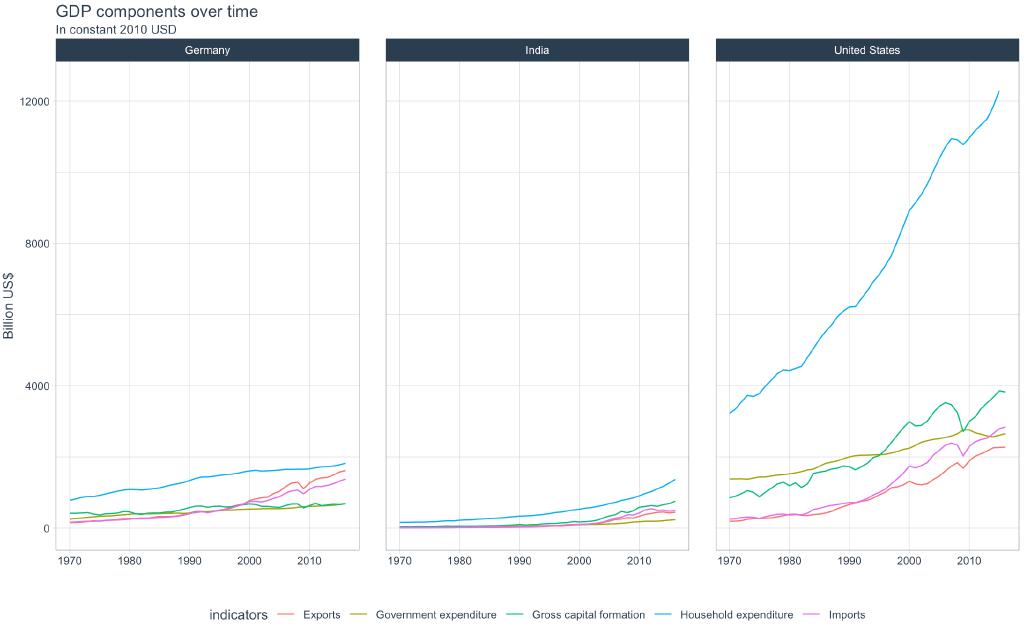 GDP components over time
In constant 2010 USD
Germany India United States
Billion US$
12000
8000
4000
0
1970 1980 1990 2000 2010 1970 1980 1990 2000 2010 1970 1980 1990 2000 2010
indicators Exports Government expenditure Gross capital formation Household expenditure Imports